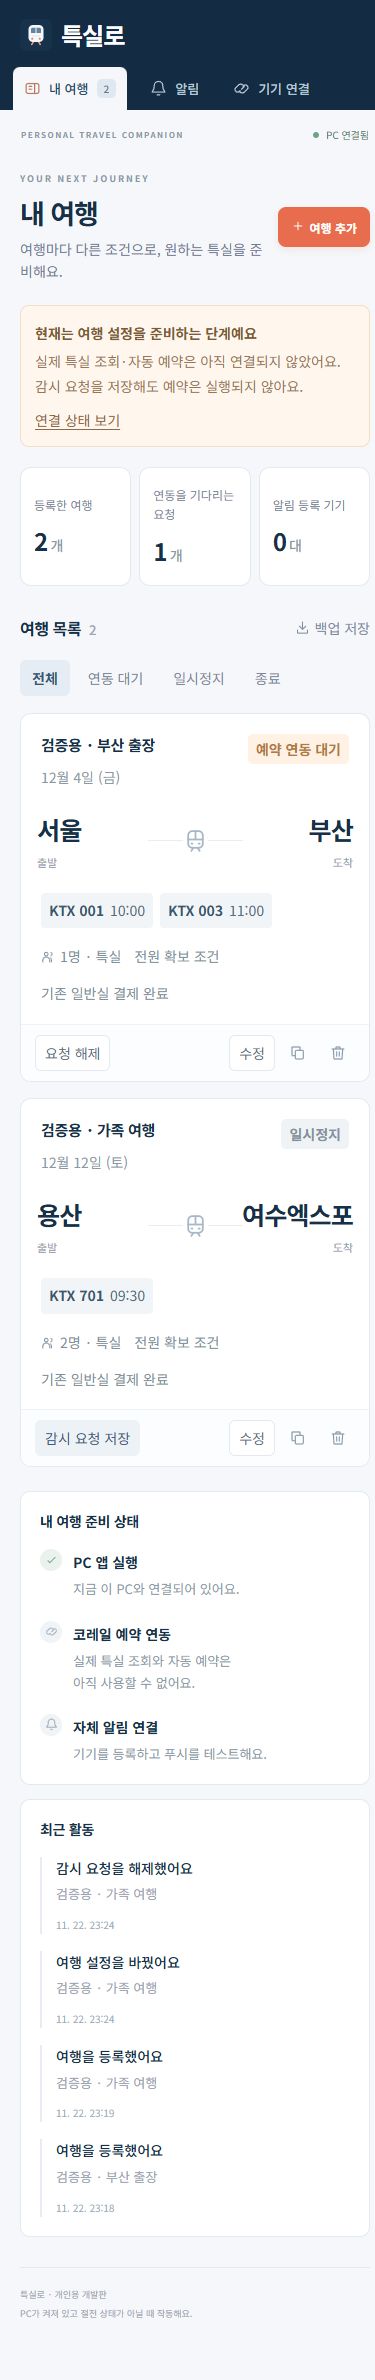 특실로
내 여행 2 알림 기기 연결
PERSONAL TRAVEL COMPANION PC 연결됨
YOUR NEXT JOURNEY
내 여행
여행마다 다른 조건으로, 원하는 특실을 준
비해요.
+ 여행 추가
현재는 여행 설정을 준비하는 단계예요
실제 특실 조회·자동 예약은 아직 연결되지 않았어요.
감시 요청을 저장해도 예약은 실행되지 않아요.
연결 상태 보기
등록한 여행
2 개
연동을 기다리는
요청
1 개
알림 등록 기기
0 대
여행 목록 2 백업 저장
전체 연동 대기 일시정지 종료
검증용 · 부산 출장 예약 연동 대기
12월 4일 (금)
서울 부산
출발 도착
KTX 001 10:00 KTX 003 11:00
1명 · 특실 전원 확보 조건
기존 일반실 결제 완료
요청 해제 수정
검증용 · 가족 여행 일시정지
12월 12일 (토)
용산 여수엑스포
출발 도착
KTX 701 09:30
2명 · 특실 전원 확보 조건
기존 일반실 결제 완료
감시 요청 저장 수정
내 여행 준비 상태
PC 앱 실행
지금 이 PC와 연결되어 있어요.
코레일 예약 연동
실제 특실 조회와 자동 예약은
아직 사용할 수 없어요.
자체 알림 연결
기기를 등록하고 푸시를 테스트해요.
최근 활동
감시 요청을 해제했어요
검증용 · 가족 여행
11. 22. 23:24
여행 설정을 바꿨어요
검증용 · 가족 여행
11. 22. 23:24
여행을 등록했어요
검증용 · 가족 여행
11. 22. 23:19
여행을 등록했어요
검증용 · 부산 출장
11. 22. 23:18
특실로 · 개인용 개발판
PC가 켜져 있고 절전 상태가 아닐 때 작동해요.